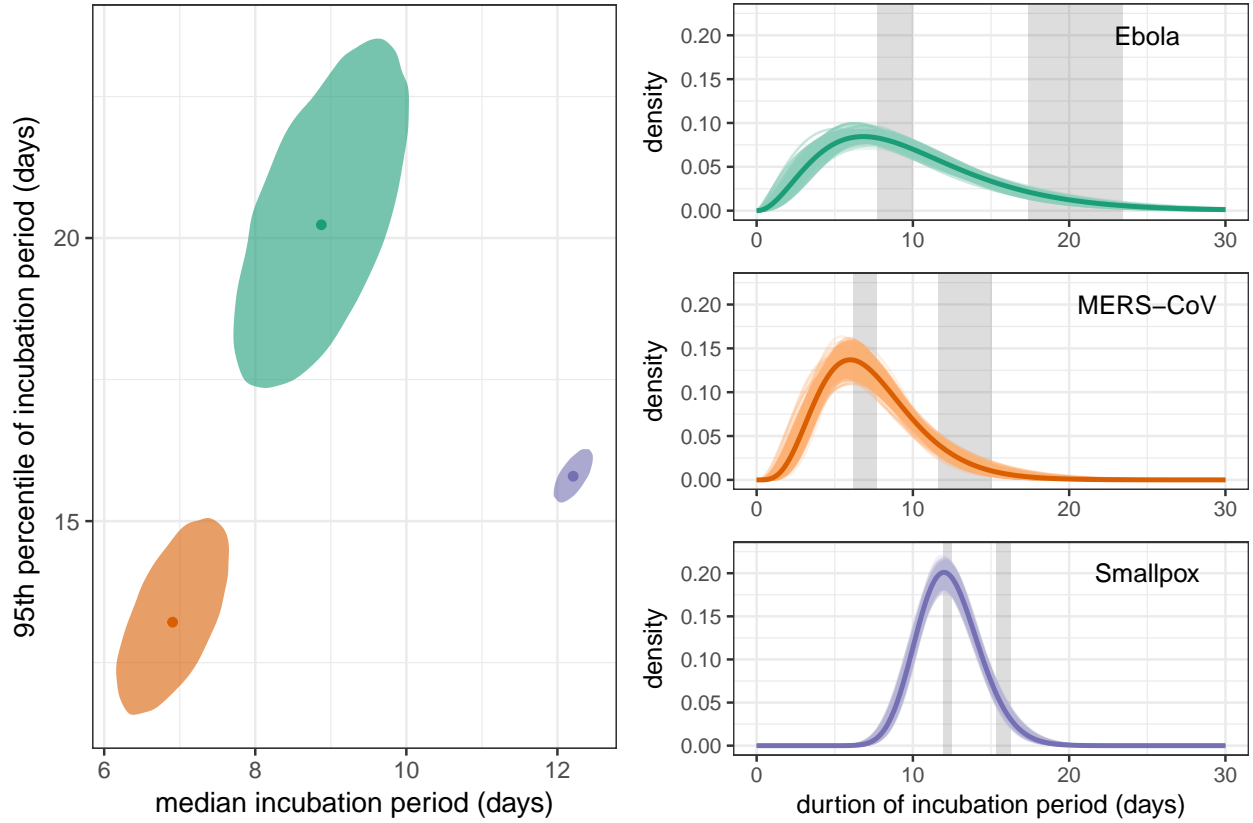 95th percentile of incubation period (days)
20
15
6 8 10 12
median incubation period (days)
Ebola
density
0.20
0.15
0.10
0.05
0.00
0 10 20 30
MERS−CoV
density
0.20
0.15
0.10
0.05
0.00
0 10 20 30
Smallpox
density
0.20
0.15
0.10
0.05
0.00
0 10 20 30
durtion of incubation period (days)